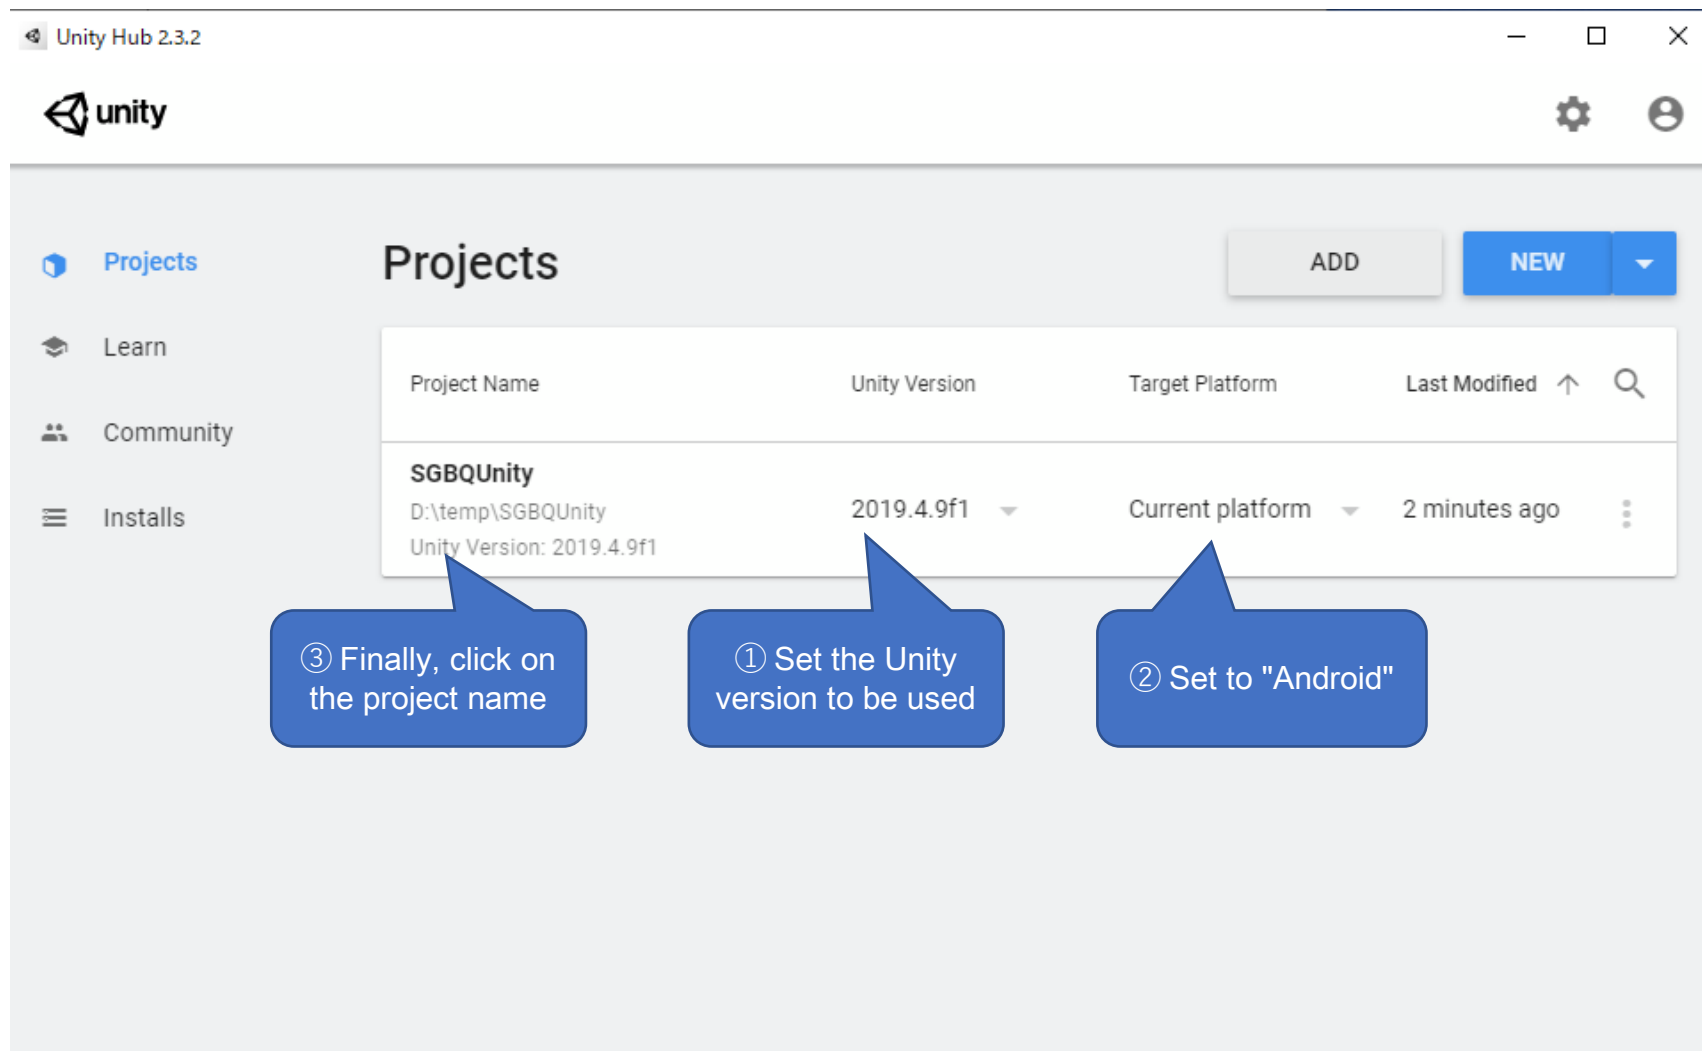 Unity Hub 2.3.2
unity
Projects
Learn
Community
Installs
Projects
ADD
NEW
Project Name
Unity Version
Target Platform
Last Modified
SGBQUnity
D:\temp\SGBQUnity
Unity Version: 2019.4.9f1
2019.4.9f1
Current platform
2 minutes ago
③ Finally, click on
the project name
① Set the Unity
version to be used
② Set to "Android"